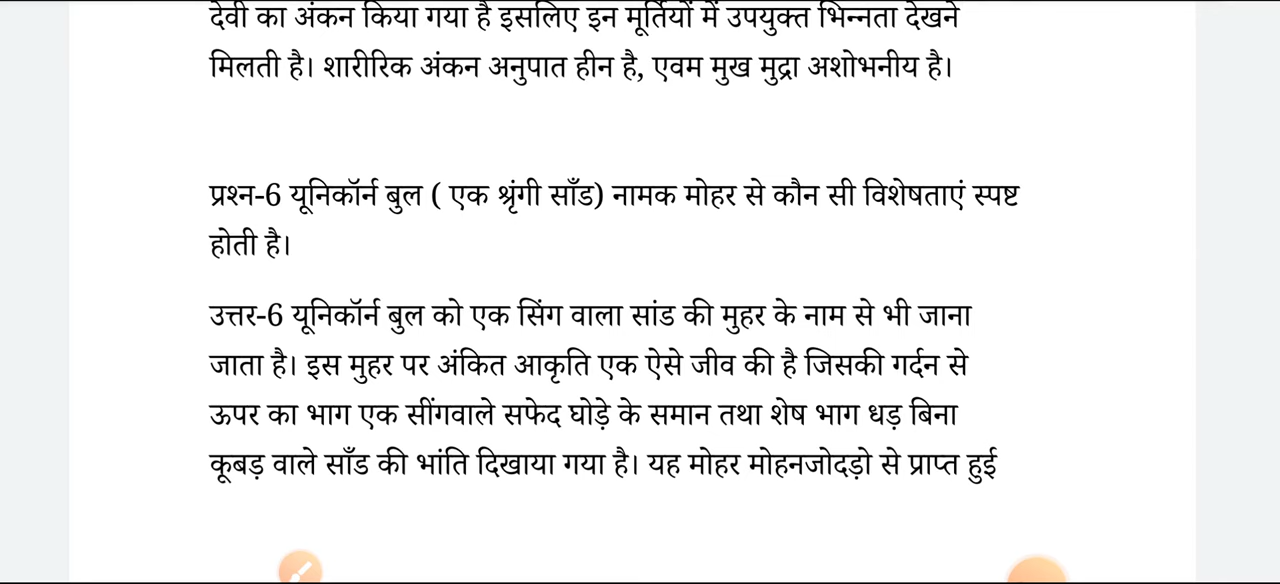 देवी का अंकन किया गया है इसलिए इन मूर्तियों में उपयुक्त भिन्नता देखने
मिलती है। शारीरिक अंकन अनुपात हीन है, एवम मुख मुद्रा अशोभनीय है।
प्रश्न-6 यूनिकॉर्न बुल ( एक श्रृंगी साँड) नामक मोहर से कौन सी विशेषताएं स्पष्ट
होती है।
उत्तर-6 यूनिकॉर्न बुल को एक सिंग वाला सांड की मुहर के नाम से भी जाना
जाता है। इस मुहर पर अंकित आकृति एक ऐसे जीव की है जिसकी गर्दन से
ऊपर का भाग एक सींगवाले सफेद घोड़े के समान तथा शेष भाग धड़ बिना
कूबड़ वाले साँड की भांति दिखाया गया है। यह मोहर मोहनजोदड़ो से प्राप्त हुई